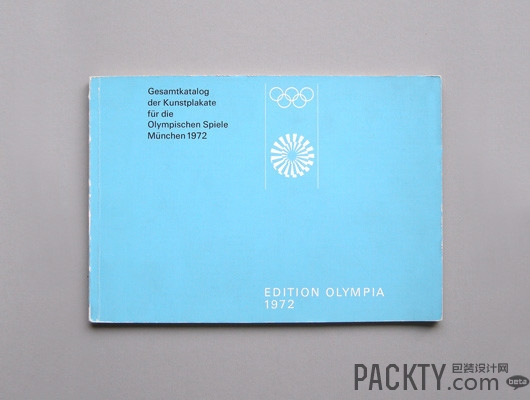 Gesamtkatalog
der Kunstplakate
für die
Olympischen Spiele
München 1972
EDITION OLYMPIA
1972
包装设计网
PACKTY.com
beta